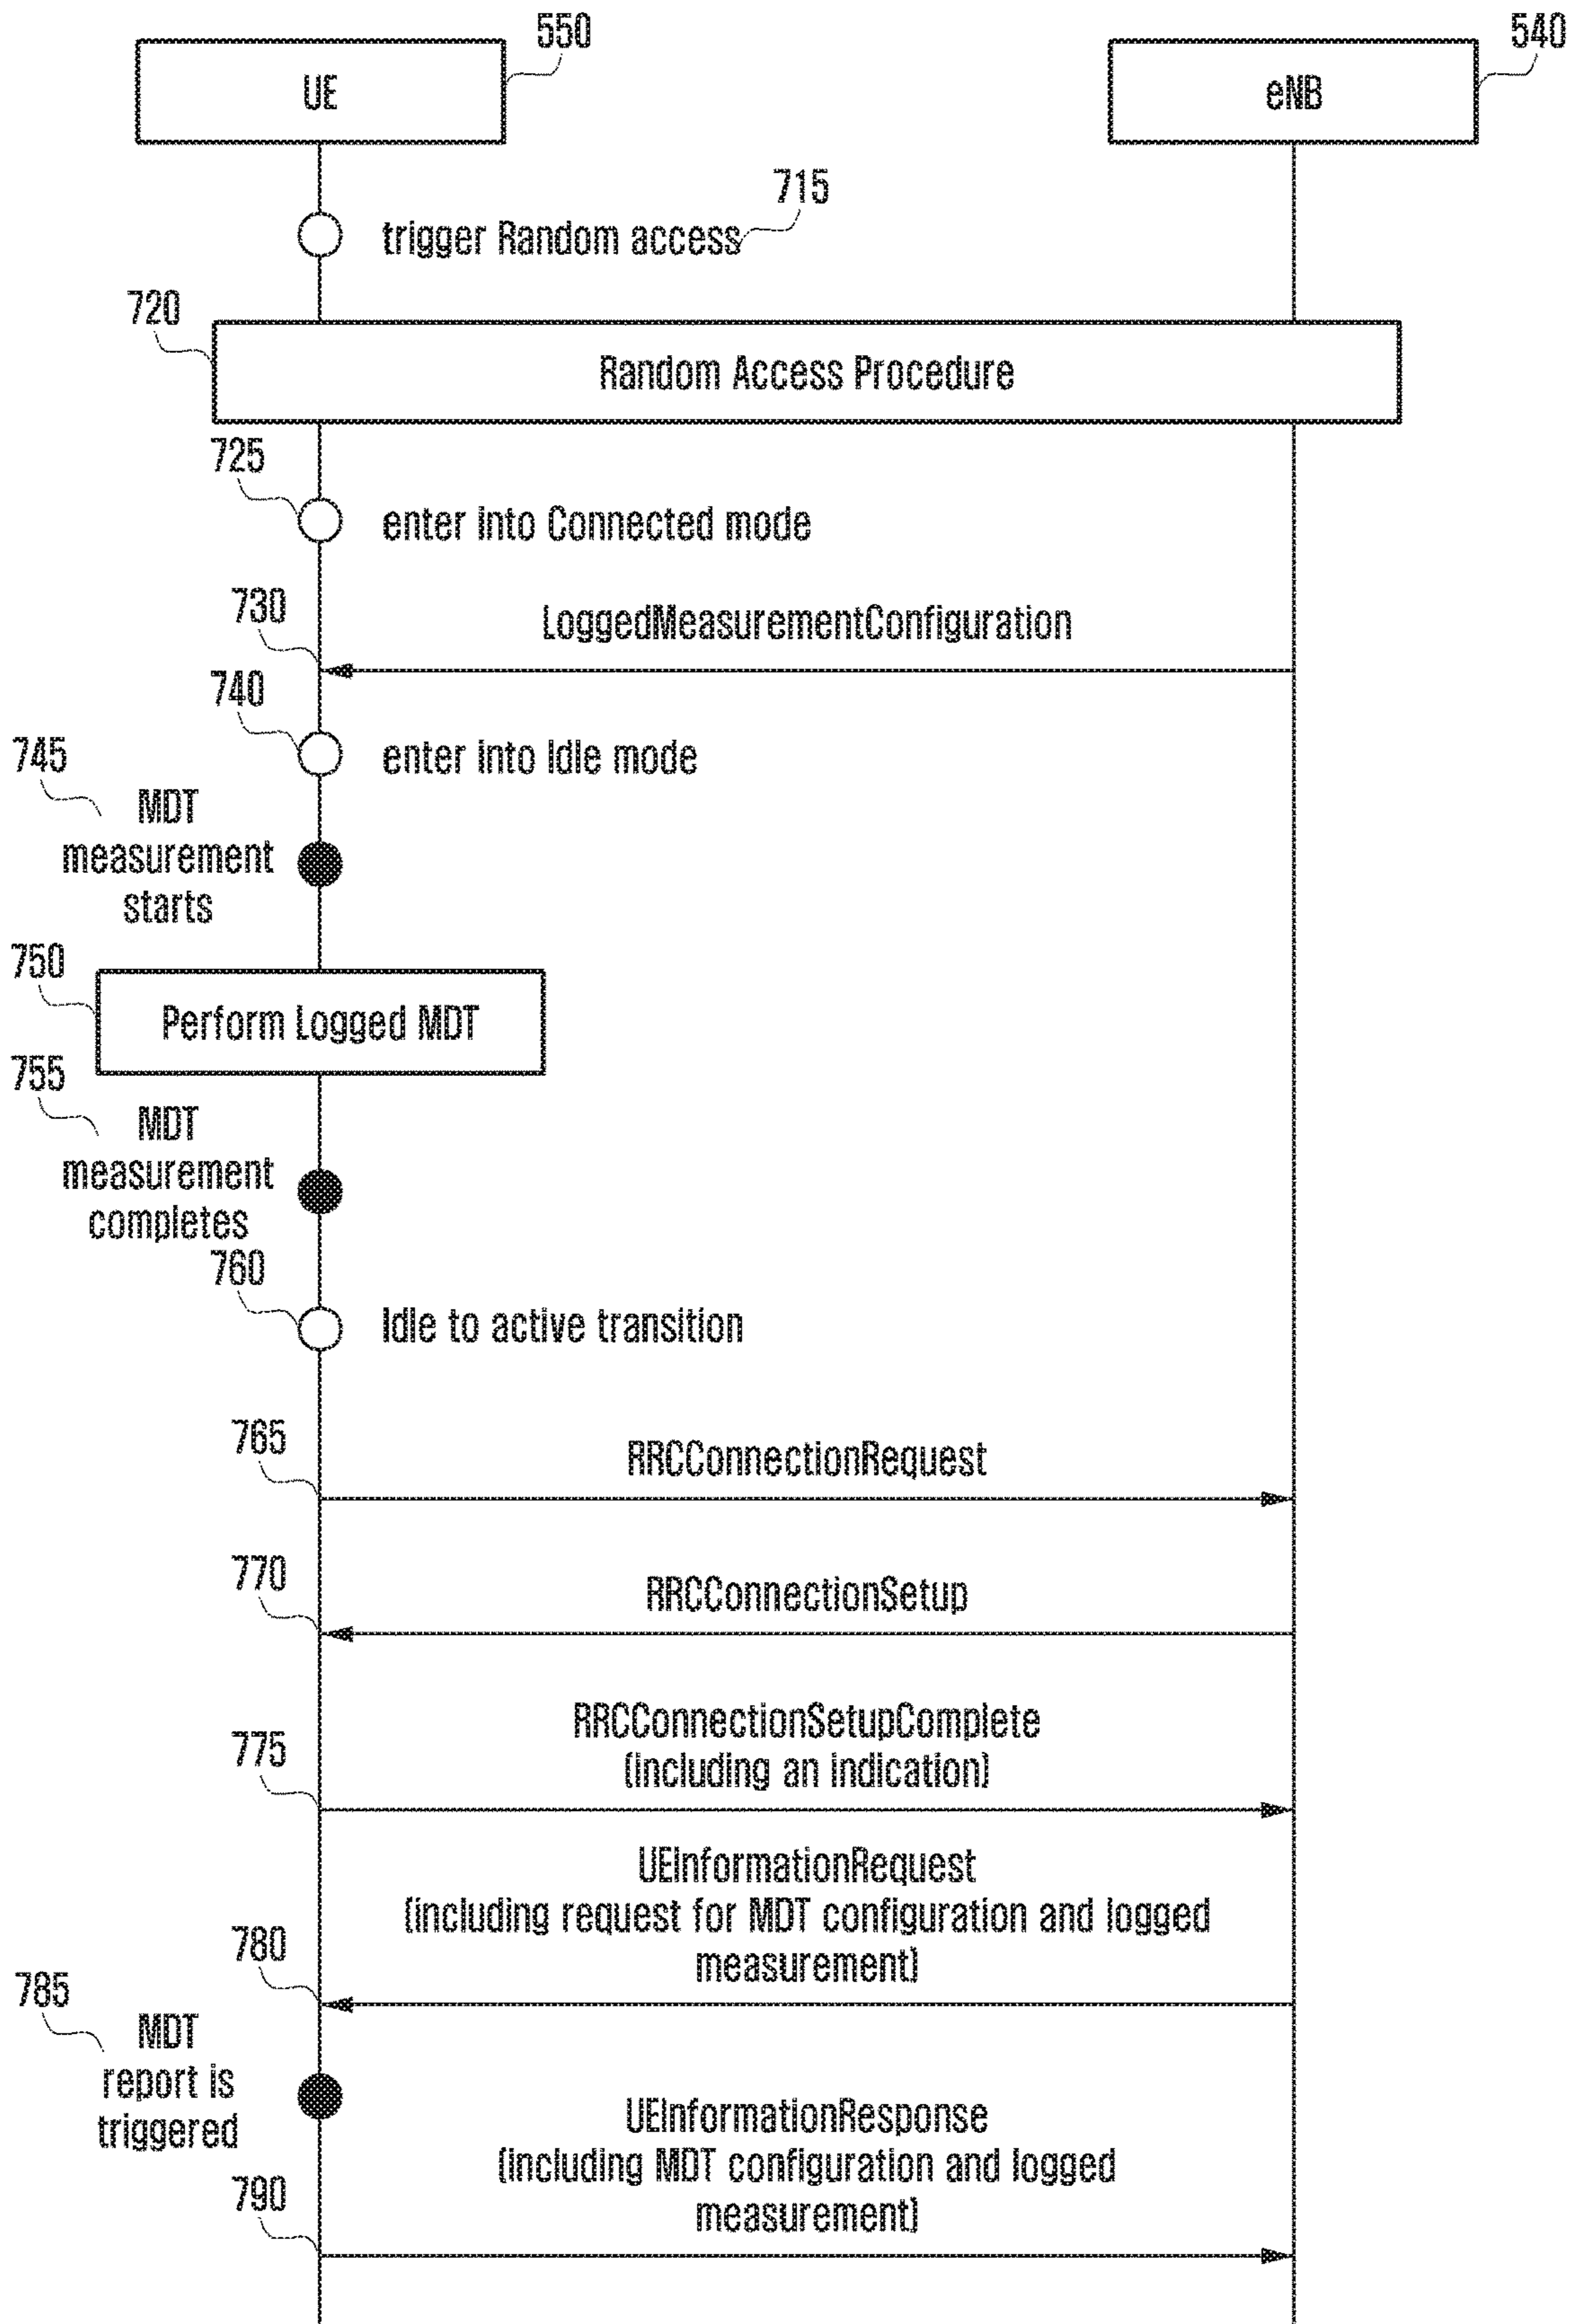 550
540
UE
eNB
715
trigger Random access
720
Random Access Procedure
725
enter into Connected mode
730
LoggedMeasurementConfiguration
740
enter into Idle mode
745
MDT
measurement
starts
750
Perform Logged MDT
755
MDT
measurement
completes
760
Idle to active transition
765
RRCConnectionRequest
770
RRCConnectionSetup
RRCConnectionSetupComplete
775
(including an indication)
UEInformationRequest
(including request for MDT configuration and logged
780
measurement)
785
MDT
report is
triggered
UEInformationResponse
(including MDT configuration and logged
790
measurement)